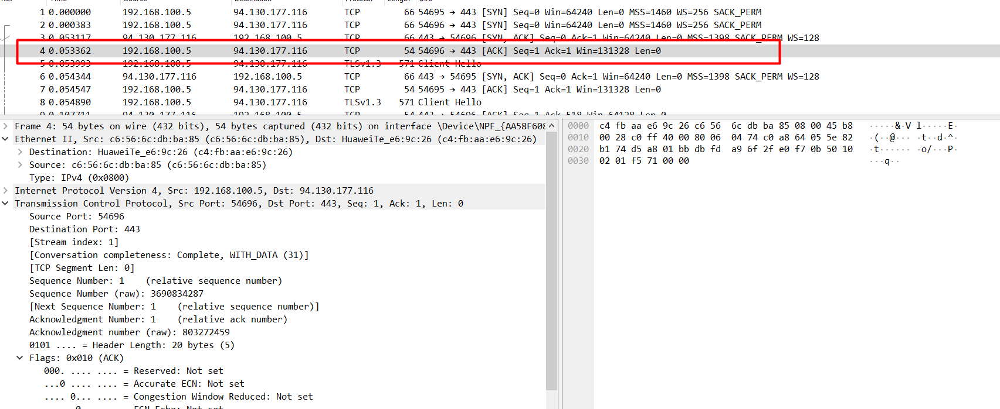 No. Time Source Destination Protocol Length Info
1 0.000000 192.168.100.5 94.130.177.116 TCP 66 54695 → 443 [SYN] Seq=0 Win=64240 Len=0 MSS=1460 WS=256 SACK_PERM
2 0.000383 192.168.100.5 94.130.177.116 TCP 66 54696 → 443 [SYN] Seq=0 Win=64240 Len=0 MSS=1460 WS=256 SACK_PERM
3 0.053117 94.130.177.116 192.168.100.5 TCP 66 443 → 54696 [SYN, ACK] Seq=0 Ack=1 Win=64240 Len=0 MSS=1398 SACK_PERM WS=128
4 0.053362 192.168.100.5 94.130.177.116 TCP 54 54696 → 443 [ACK] Seq=1 Ack=1 Win=131328 Len=0
5 0.053993 192.168.100.5 94.130.177.116 TLSv1.3 571 Client Hello
6 0.054344 94.130.177.116 192.168.100.5 TCP 66 443 → 54695 [SYN, ACK] Seq=0 Ack=1 Win=64240 Len=0 MSS=1398 SACK_PERM WS=128
7 0.054547 192.168.100.5 94.130.177.116 TCP 54 54695 → 443 [ACK] Seq=1 Ack=1 Win=131328 Len=0
8 0.054890 192.168.100.5 94.130.177.116 TLSv1.3 571 Client Hello
9 0.107711 94.130.177.116 192.168.100.5 TCP 54 443 → 54696 [ACK] Seq=1 Ack=518 Win=64128 Len=0
Frame 4: 54 bytes on wire (432 bits), 54 bytes captured (432 bits) on interface \Device\NPF_{AA58F608
Ethernet II, Src: c6:56:6c:db:ba:85 (c6:56:6c:db:ba:85), Dst: HuaweiTe_e6:9c:26 (c4:fb:aa:e6:9c:26)
Destination: HuaweiTe_e6:9c:26 (c4:fb:aa:e6:9c:26)
Source: c6:56:6c:db:ba:85 (c6:56:6c:db:ba:85)
Type: IPv4 (0x0800)
Internet Protocol Version 4, Src: 192.168.100.5, Dst: 94.130.177.116
Transmission Control Protocol, Src Port: 54696, Dst Port: 443, Seq: 1, Ack: 1, Len: 0
Source Port: 54696
Destination Port: 443
[Stream index: 1]
[Conversation completeness: Complete, WITH_DATA (31)]
[TCP Segment Len: 0]
Sequence Number: 1 (relative sequence number)
Sequence Number (raw): 3690834287
[Next Sequence Number: 1 (relative sequence number)]
Acknowledgment Number: 1 (relative ack number)
Acknowledgment number (raw): 803272459
0101 .... = Header Length: 20 bytes (5)
Flags: 0x010 (ACK)
000. .... .... = Reserved: Not set
...0 .... .... = Accurate ECN: Not set
.... 0... .... = Congestion Window Reduced: Not set
.... .0.. .... = ECN-Echo: Not set
0000 c4 fb aa e6 9c 26 c6 56 6c db ba 85 08 00 45 b8 ·····&·V l·····E·
0010 00 28 c0 ff 40 00 80 06 04 74 c0 a8 64 05 5e 82 ·(··@··· ·t··d·^·
0020 b1 74 d5 a8 01 bb db fd a9 6f 2f e0 f7 0b 50 10 ·t······ ·o/···P·
0030 02 01 f5 71 00 00 ···q··